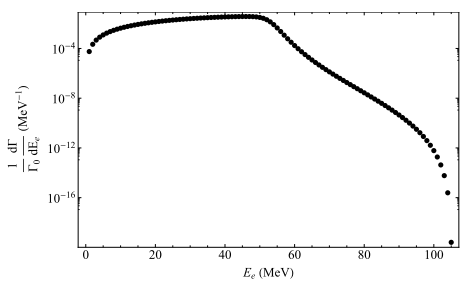 10⁻⁴
10⁻⁸
10⁻¹²
10⁻¹⁶
1 dΓ
Γ₀ dEₑ (MeV⁻¹)
0 20 40 60 80 100
Eₑ (MeV)